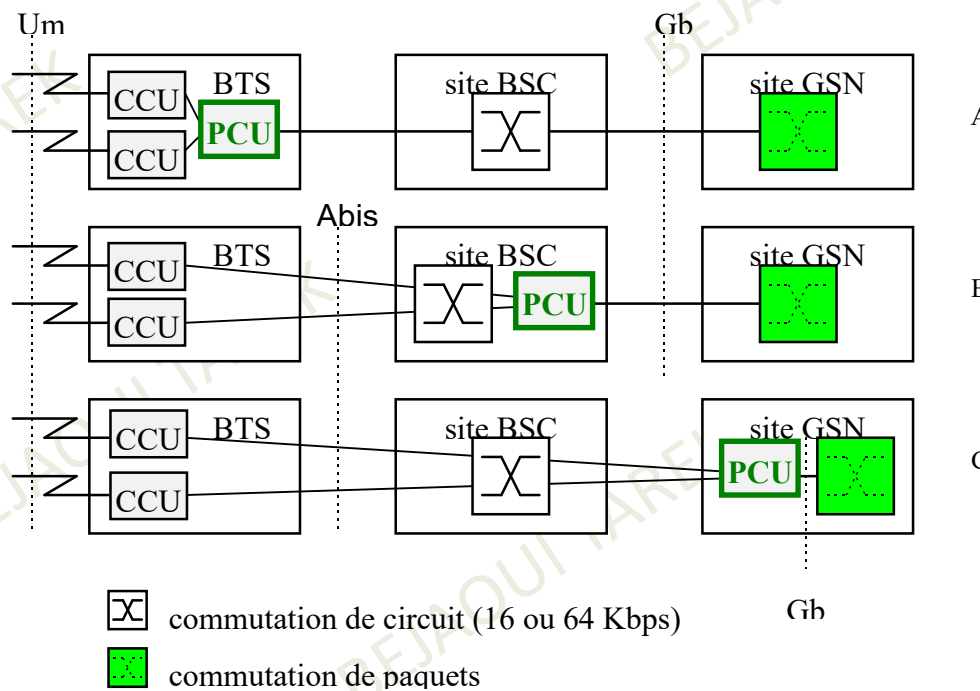 Um
Gb
BTS
site BSC
site GSN
CCU
PCU
CCU
A
Abis
BTS
site BSC
site GSN
CCU
PCU
CCU
BTS
site BSC
site GSN
CCU
PCU
CCU
C
Gb
commutation de circuit (16 ou 64 Kbps)
commutation de paquets
BEJAQUI TAREK